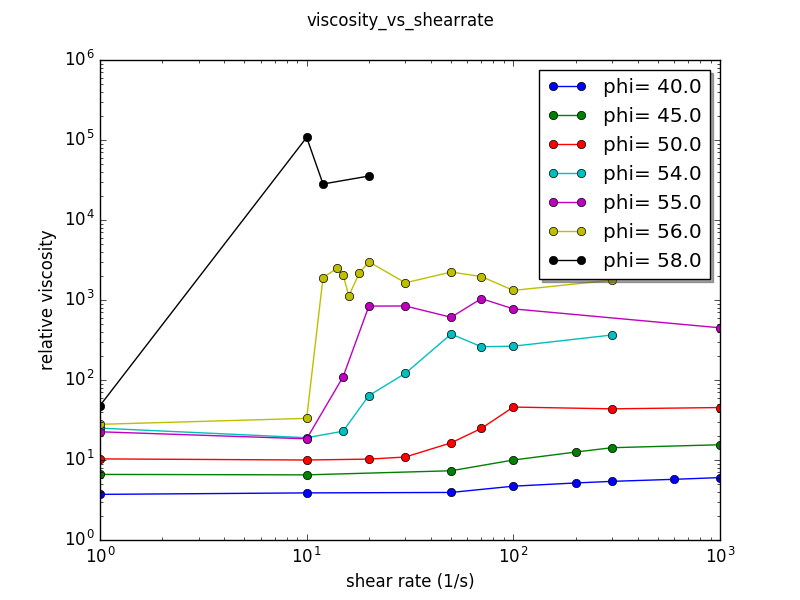 viscosity_vs_shearrate
10^6
10^5
10^4
10^3
10^2
10^1
10^0
relative viscosity
phi= 40.0
phi= 45.0
phi= 50.0
phi= 54.0
phi= 55.0
phi= 56.0
phi= 58.0
10^0 10^1 10^2 10^3
shear rate (1/s)